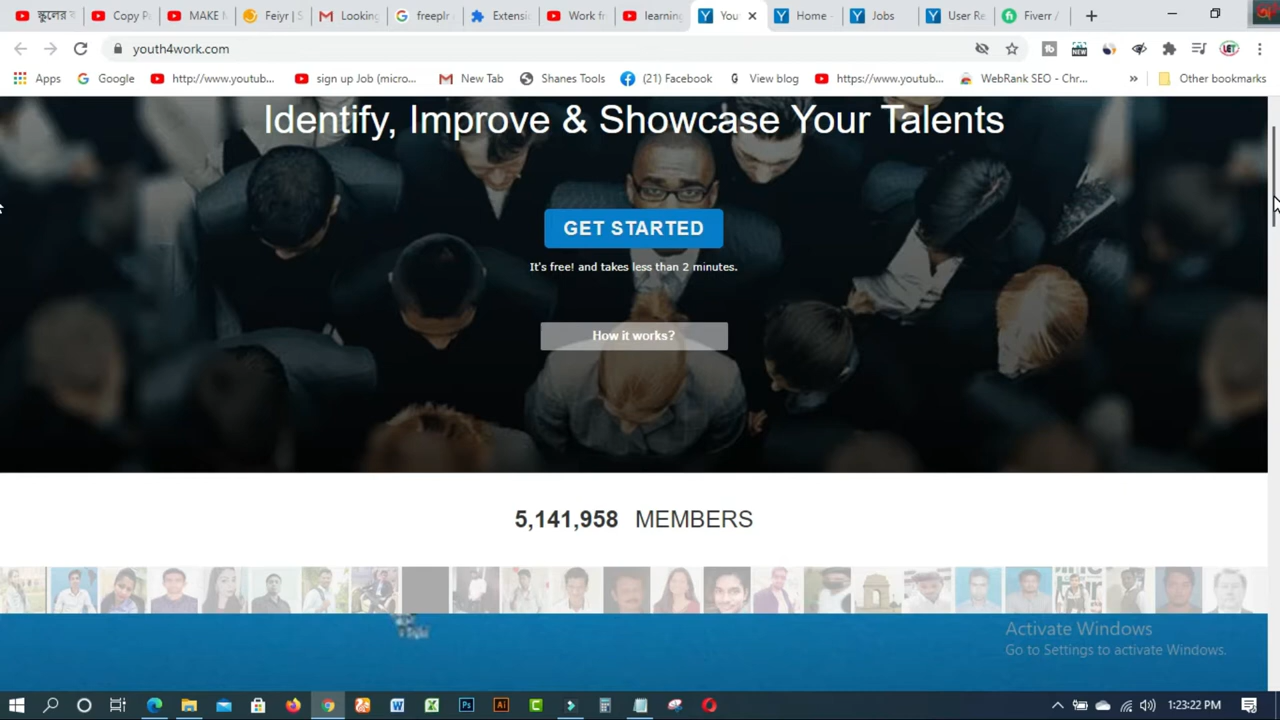 স্কুলের ব
Copy P
MAKE
Feiyr | S
Looking
freeplr
Extensi
Work fr
learning
You
Home -
Jobs
User Re
Fiverr /
youth4work.com
Apps
Google
http://www.youtub...
sign up Job (micro...
New Tab
Shanes Tools
(21) Facebook
View blog
https://www.youtub...
WebRank SEO - Chr...
»
Other bookmarks
Identify, Improve & Showcase Your Talents
GET STARTED
It's free! and takes less than 2 minutes.
How it works?
5,141,958 MEMBERS
Activate Windows
Go to Settings to activate Windows.
1:23:22 PM